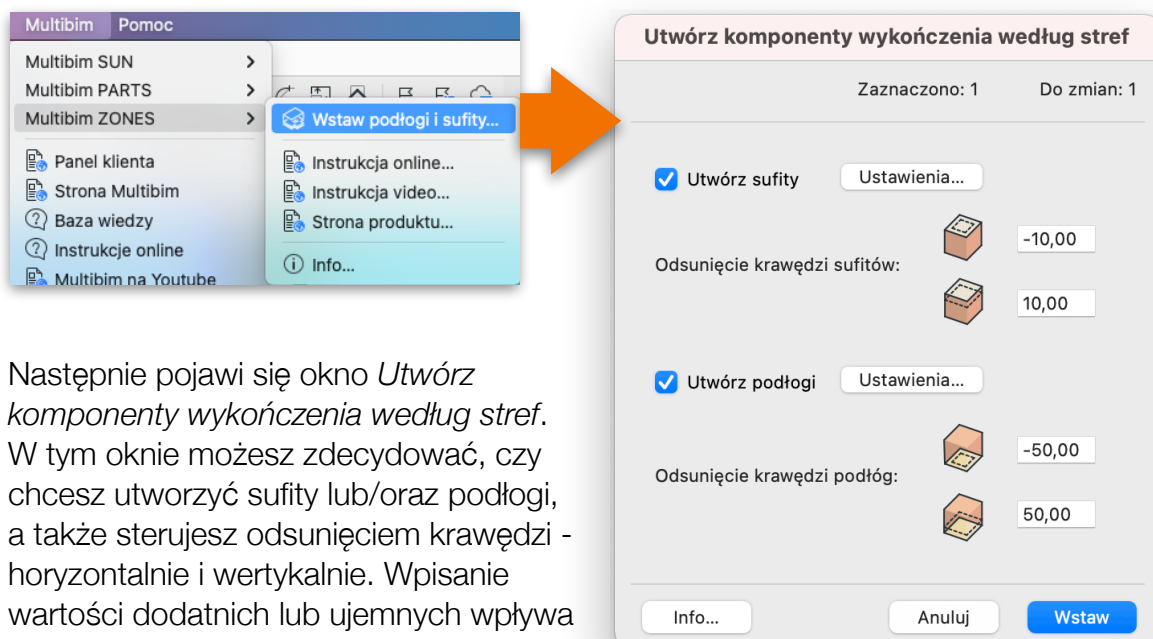 Multibim Pomoc
Multibim SUN
Multibim PARTS
Multibim ZONES
Panel klienta
Strona Multibim
Baza wiedzy
Instrukcje online
Multibim na Youtube
Wstaw podłogi i sufity...
Instrukcja online...
Instrukcja video...
Strona produktu...
Info...
Następnie pojawi się okno Utwórz
komponenty wykończenia według stref.
W tym oknie możesz zdecydować, czy
chcesz utworzyć sufity lub/oraz podłogi,
a także sterujesz odsunięciem krawędzi -
horyzontalnie i wertykalnie. Wpisanie
wartości dodatnich lub ujemnych wpływa
Utwórz komponenty wykończenia według stref
Zaznaczono: 1 Do zmian: 1
Utwórz sufity Ustawienia...
-10,00
Odsunięcie krawędzi sufitów:
10,00
Utwórz podłogi Ustawienia...
-50,00
Odsunięcie krawędzi podłóg:
50,00
Info... Anuluj Wstaw